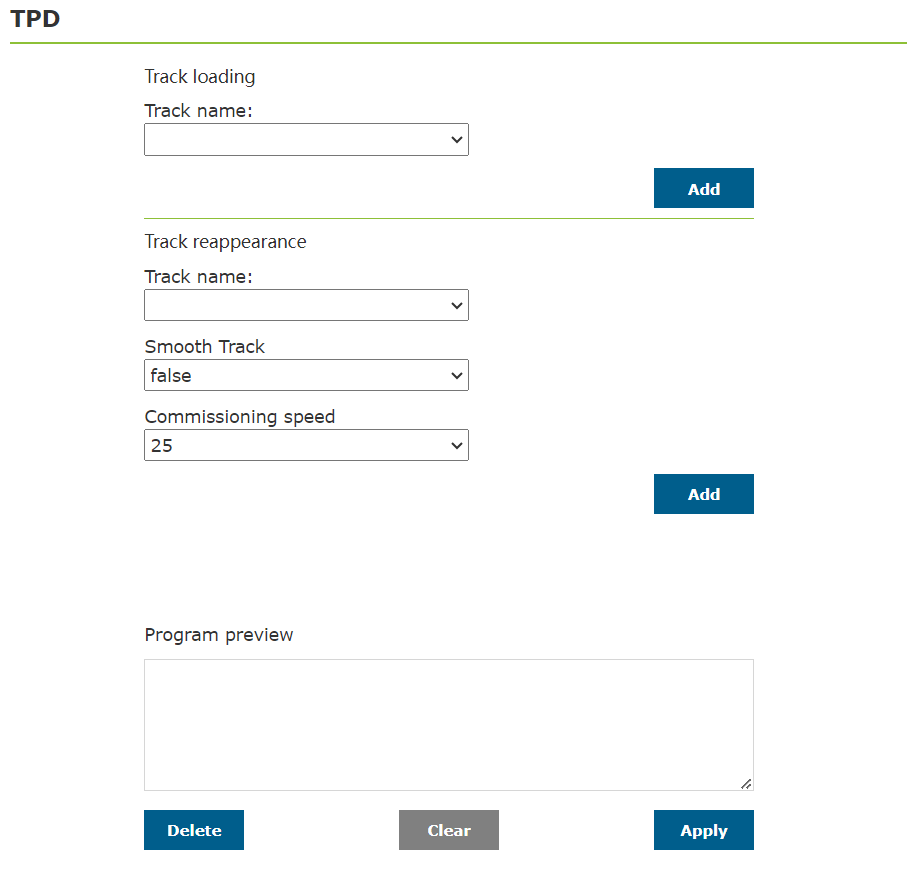 TPD
Track loading
Track name:
Add
Track reappearance
Track name:
Smooth Track
false
Commissioning speed
25
Add
Program preview
Delete Clear Apply